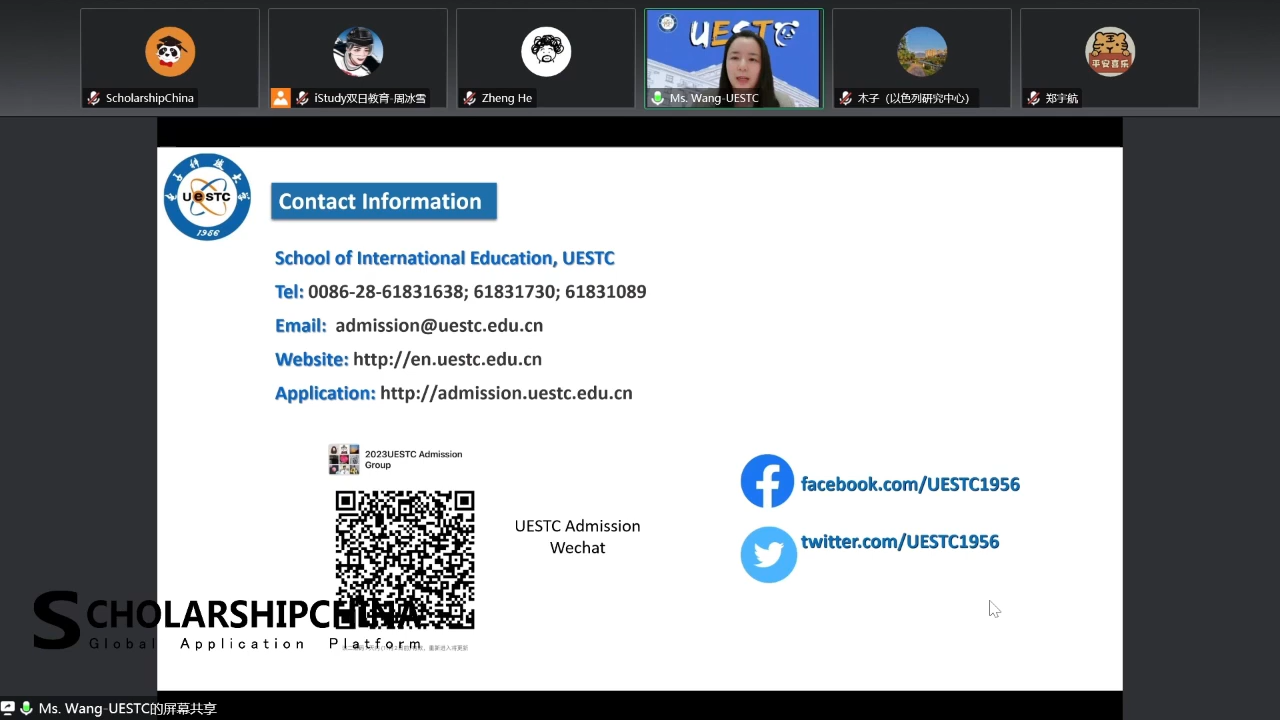 UESTC
平安喜乐
ScholarshipChina
iStudy双日教育-周冰雪
Zheng He
Ms. Wang-UESTC
木子（以色列研究中心）
郑宇航
UeSTC
1956
Contact Information
School of International Education, UESTC
Tel: 0086-28-61831638; 61831730; 61831089
Email: admission@uestc.edu.cn
Website: http://en.uestc.edu.cn
Application: http://admission.uestc.edu.cn
2023UESTC Admission
Group
UESTC Admission
Wechat
facebook.com/UESTC1956
twitter.com/UESTC1956
SCHOLARSHIPCHINA
Global Application Platform
Ms. Wang-UESTC的屏幕共享